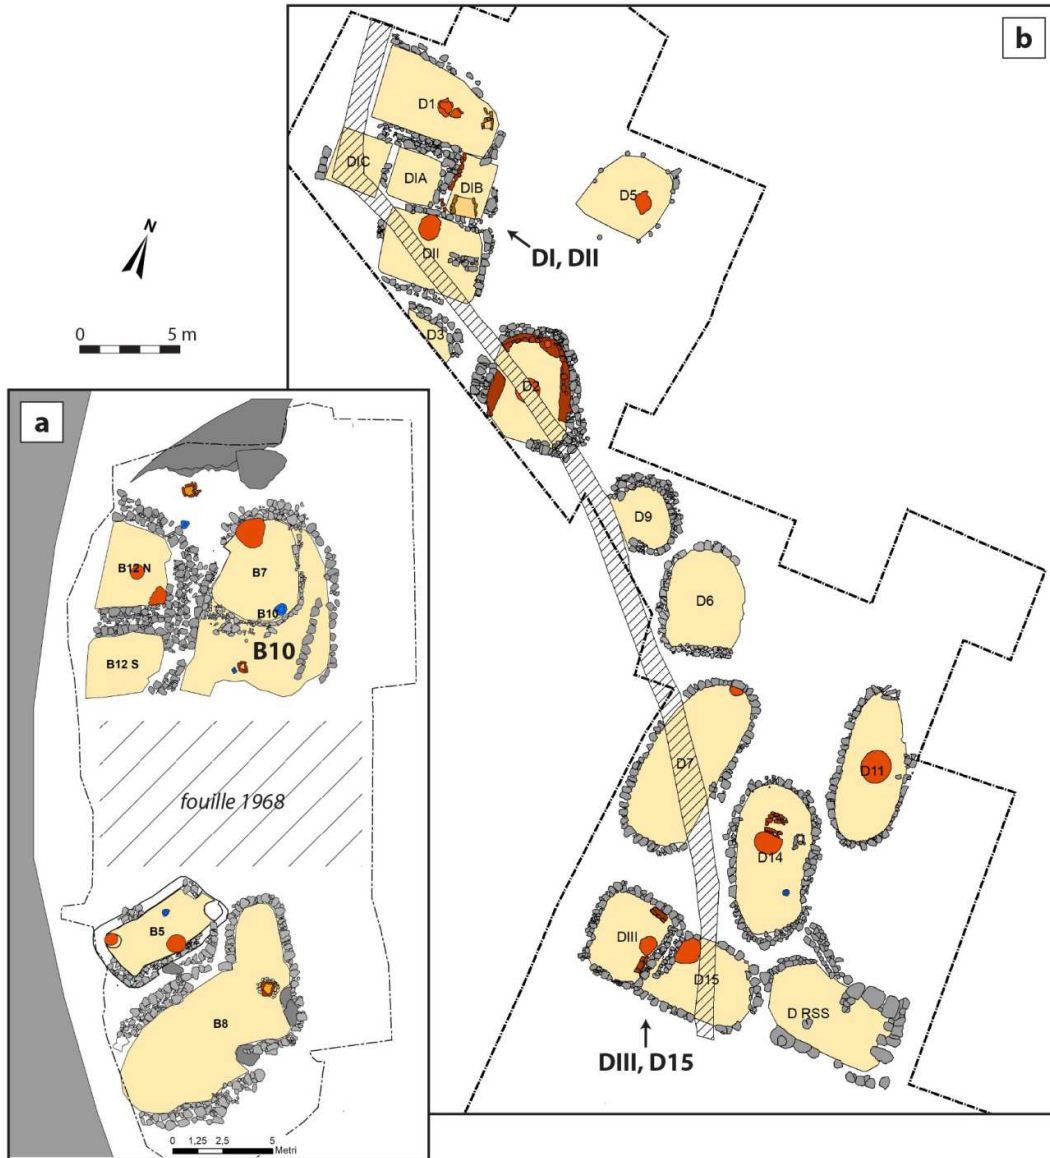 b
D1
DIC
DIA
DIB
D5
DII
DI, DII
N
0 5 m
D3
D2
a
D9
B12 N
B7
B10
D6
B12 S
B10
D7
D11
fouille 1968
D14
B5
DIII
D15
D RSS
B8
DIII, D15
0 1,25 2,5 5
Metri